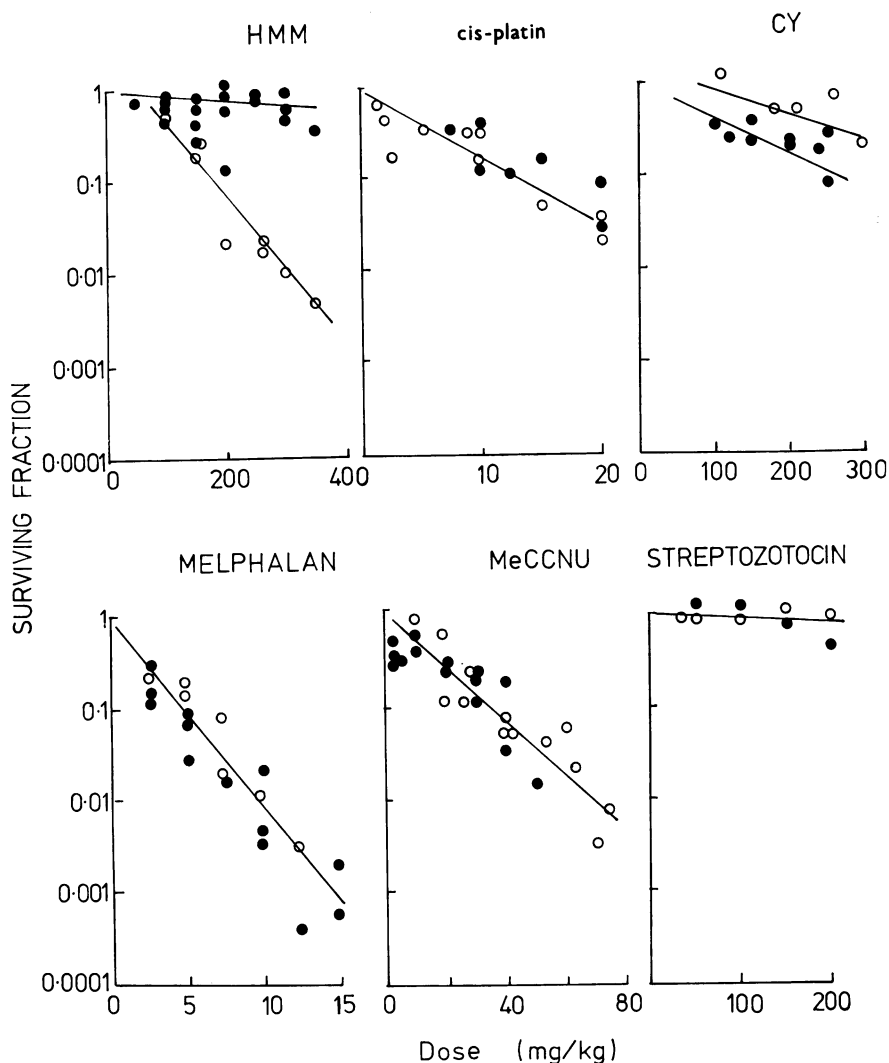 HMM
cis-platin
CY
1
0·1
0·01
0·001
0·0001
0 200 400
0 10 20
0 100 200 300
SURVIVING FRACTION
MELPHALAN
MeCCNU
STREPTOZOTOCIN
1
0·1
0·01
0·001
0·0001
0 5 10 15
0 40 80
0 100 200
Dose (mg/kg)